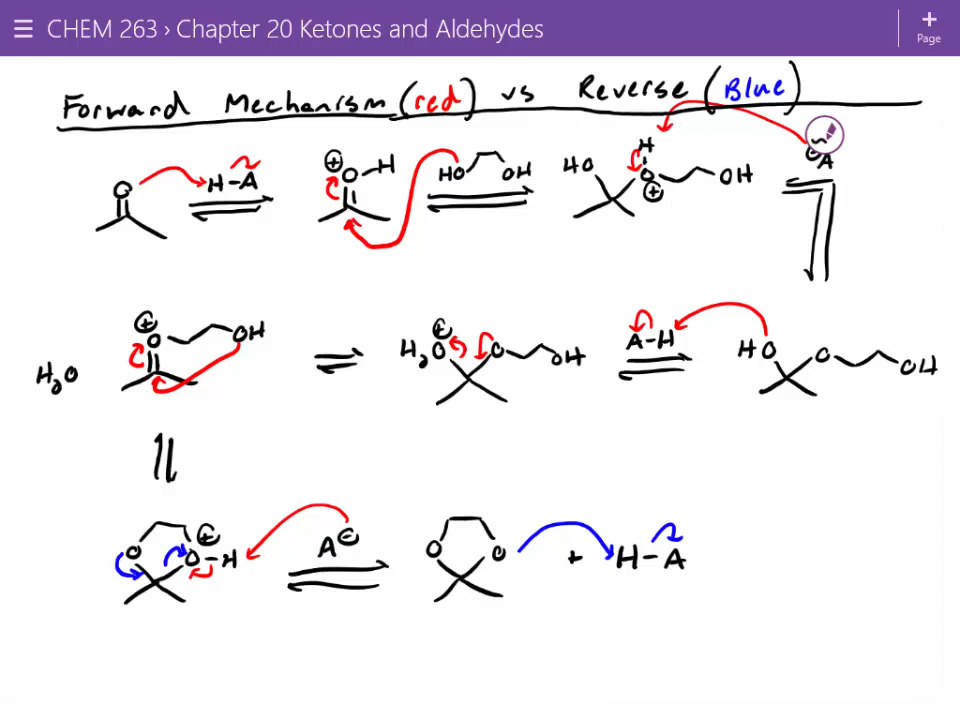 ☰ CHEM 263 › Chapter 20 Ketones and Aldehydes
+
Page
Forward Mechanism (red) vs Reverse (Blue)
O H-A ⊕ O H HO OH HO H O ⊕ OH ⊖ A
H₂O ⊕ O OH H₂O ⊕ O OH A-H HO O OH
O O ⊕ -H A ⊖ O O + H-A